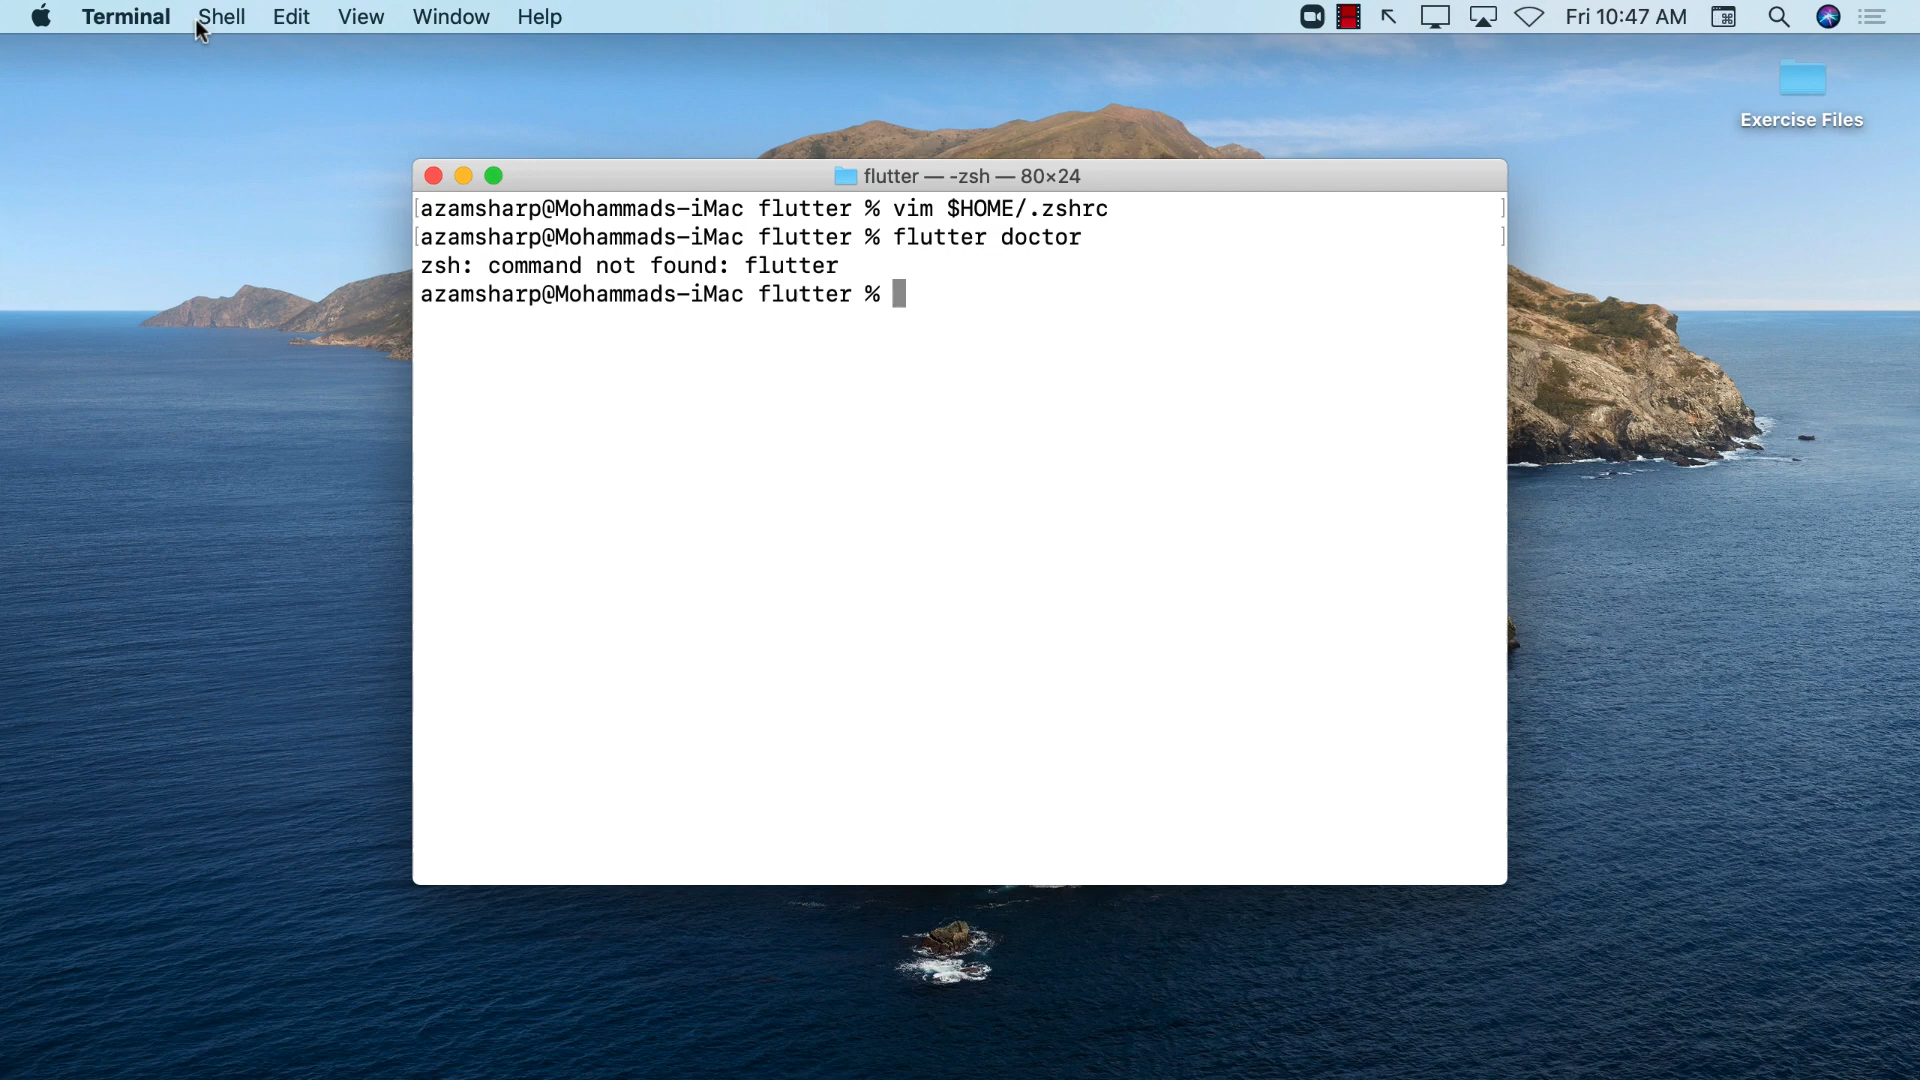 Terminal Shell Edit View Window Help Fri 10:47 AM
Exercise Files
flutter — -zsh — 80×24
[azamsharp@Mohammads-iMac flutter % vim $HOME/.zshrc ]
[azamsharp@Mohammads-iMac flutter % flutter doctor ]
zsh: command not found: flutter
azamsharp@Mohammads-iMac flutter %